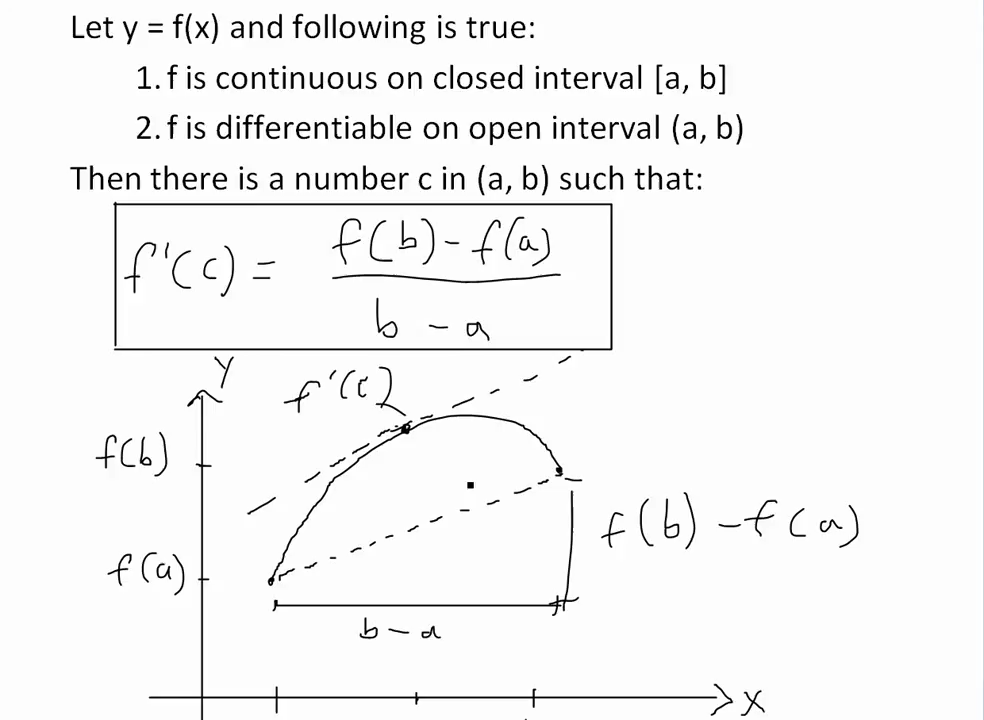 Let y = f(x) and following is true:
1. f is continuous on closed interval [a, b]
2. f is differentiable on open interval (a, b)
Then there is a number c in (a, b) such that:
f'(c) = f(b) - f(a)
b - a
Y
f'(c)
f(b)
f(b) - f(a)
f(a)
b - a
X